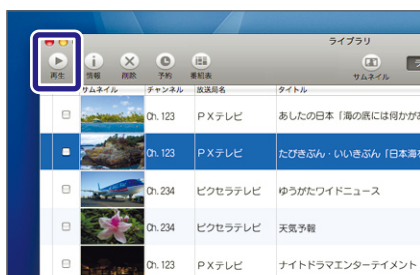 ライブラリ
再生 情報 削除 予約 番組表 サムネイル
サムネイル チャンネル 放送局名 タイトル
Ch. 123 PXテレビ あしたの日本「海の底には何かが
Ch. 123 PXテレビ たびきぶん・いいきぶん「日本海
Ch. 234 ピクセラテレビ ゆうがたワイドニュース
Ch. 234 ピクセラテレビ 天気予報
Ch. 123 PXテレビ ナイトドラマエンターテイメント